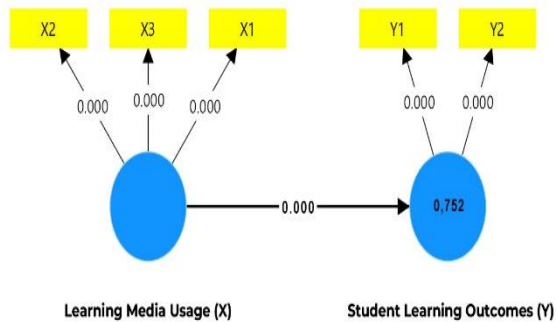 X2 X3 X1 Y1 Y2
0.000 0.000 0.000 0.000 0.000
0.000 0,752
Learning Media Usage (X) Student Learning Outcomes (Y)